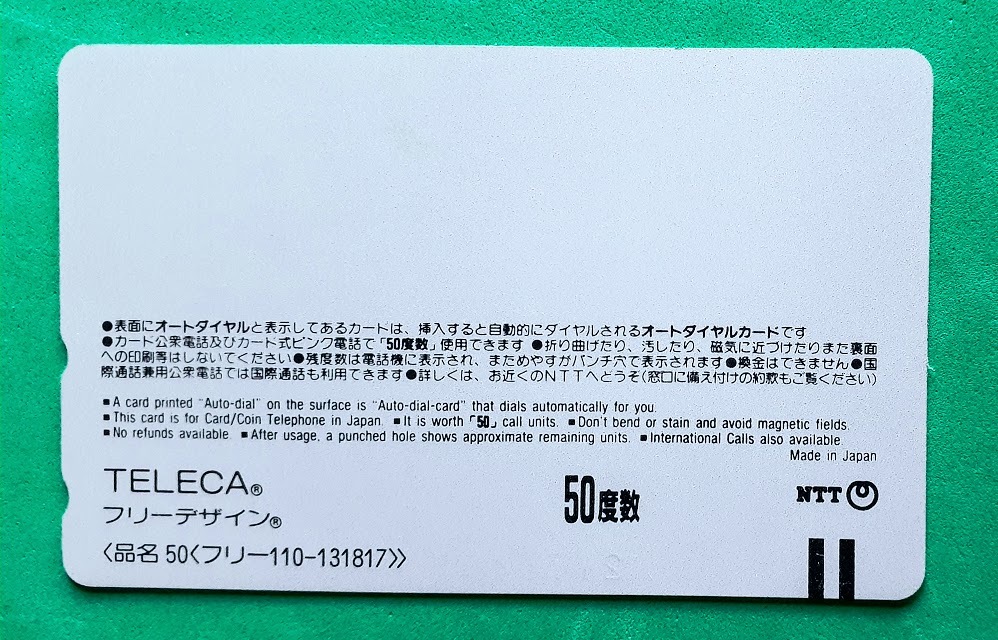 ●表面にオートダイヤルと表示してあるカードは、挿入すると自動的にダイヤルされるオートダイヤルカードです
●カード公衆電話及びカード式ピンク電話で「50度数」使用できます ●折り曲げたり、汚したり、磁気に近づけたりまた裏面
への印刷等はしないでください●残度数は電話機に表示され、まためやすがパンチ穴で表示されます●換金はできません●国
際通話兼用公衆電話では国際通話も利用できます●詳しくは、お近くのNTTへどうぞ(窓口に備え付けの約款もご覧ください)
■A card printed “Auto-dial” on the surface is “Auto-dial-card” that dials automatically for you.
■This card is for Card/Coin Telephone in Japan. ■It is worth「50」call units. ■Don't bend or stain and avoid magnetic fields.
■No refunds available. ■After usage, a punched hole shows approximate remaining units. ■International Calls also available.
Made in Japan
TELECA®
フリーデザイン®
50度数
NTT
〈品名 50〈フリー110-131817〉〉